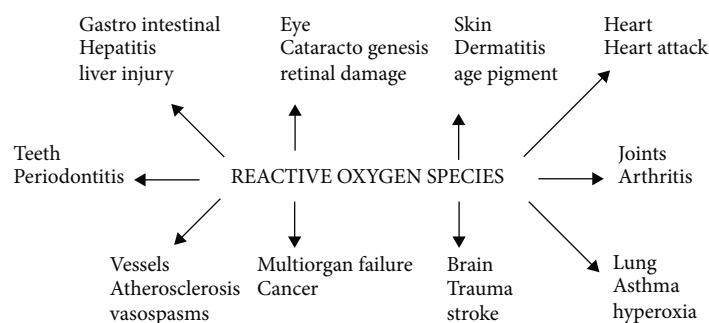 Gastro intestinal
Hepatitis
liver injury
Eye
Cataracto genesis
retinal damage
Skin
Dermatitis
age pigment
Heart
Heart attack
Teeth
Periodontitis
REACTIVE OXYGEN SPECIES
Joints
Arthritis
Vessels
Atherosclerosis
vasospasms
Multiorgan failure
Cancer
Brain
Trauma
stroke
Lung
Asthma
hyperoxia